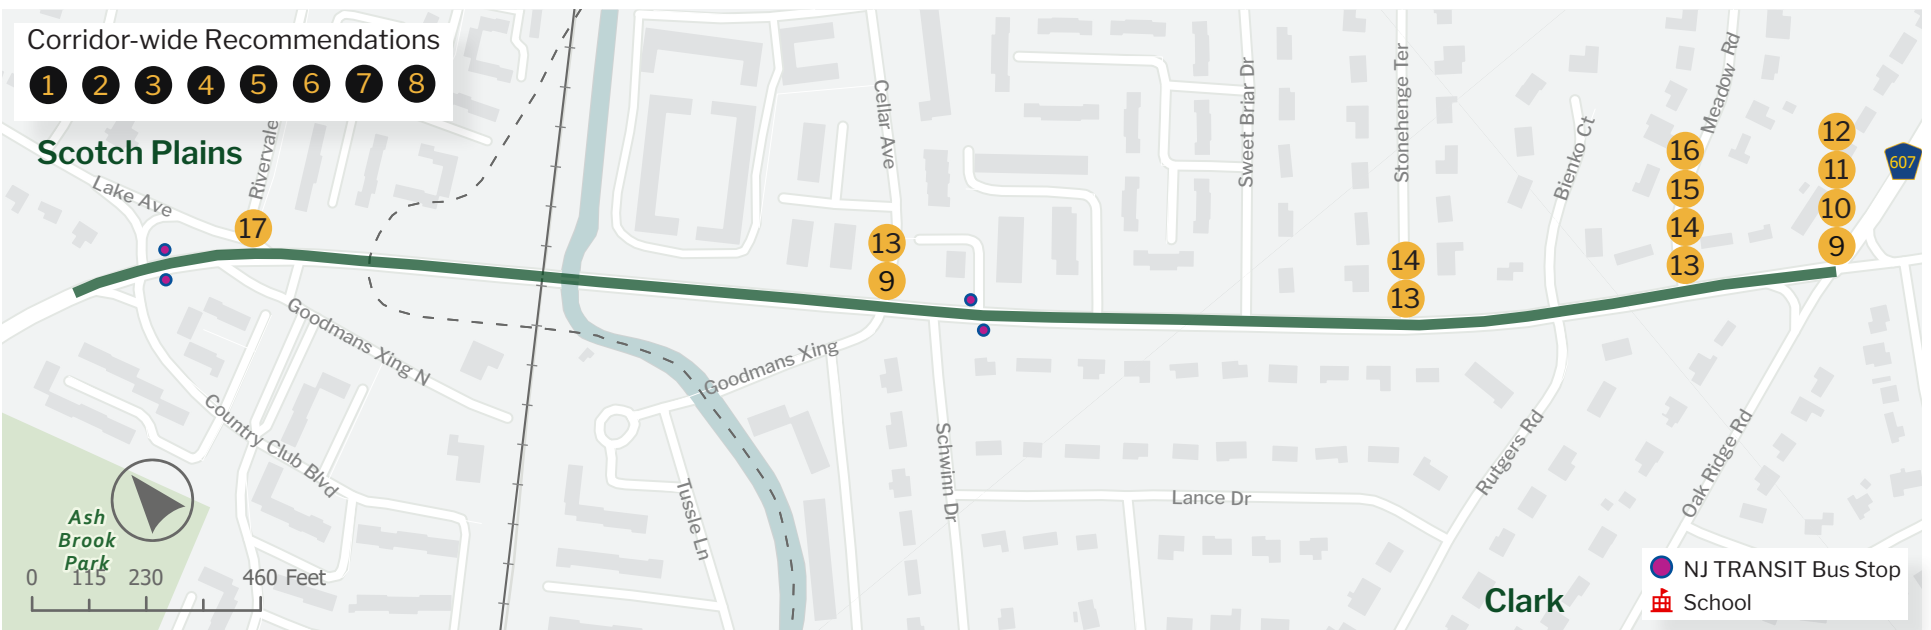 Corridor-wide Recommendations
1 2 3 4 5 6 7 8
Scotch Plains
Lake Ave
Rivervale
17
Goodmans Xing N
Country Club Blvd
Ash
Brook
Park
0 115 230 460 Feet
Cellar Ave
13
9
Goodmans Xing
Tussle Ln
Schwinn Dr
Lance Dr
Sweet Briar Dr
Stonehenge Ter
14
13
Bienko Ct
Rutgers Rd
Meadow Rd
16
15
14
13
12
11
10
9
607
Oak Ridge Rd
Clark
NJ TRANSIT Bus Stop
School